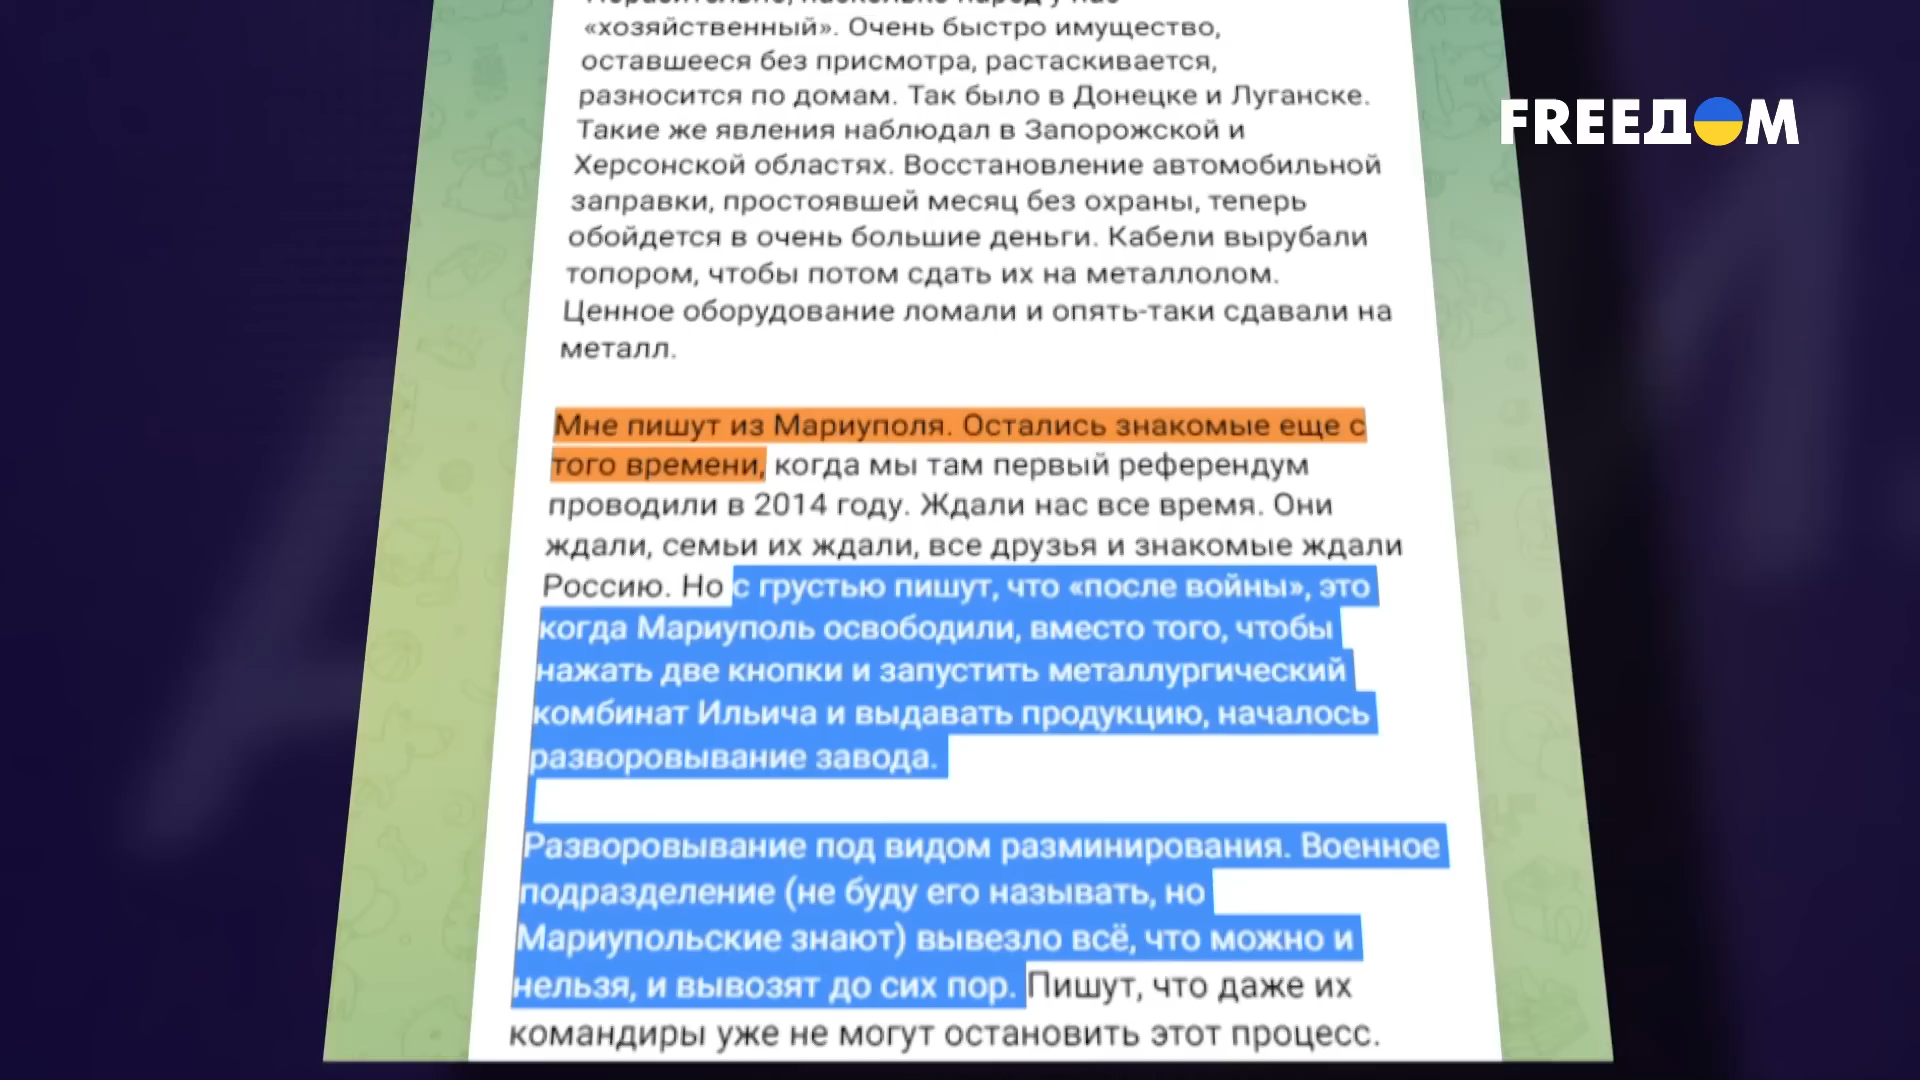 «хозяйственный». Очень быстро имущество,
оставшееся без присмотра, растаскивается,
разносится по домам. Так было в Донецке и Луганске.
Такие же явления наблюдал в Запорожской и
Херсонской областях. Восстановление автомобильной
заправки, простоявшей месяц без охраны, теперь
обойдется в очень большие деньги. Кабели вырубали
топором, чтобы потом сдать их на металлолом.
Ценное оборудование ломали и опять-таки сдавали на
металл.
Мне пишут из Мариуполя. Остались знакомые еще с
того времени, когда мы там первый референдум
проводили в 2014 году. Ждали нас все время. Они
ждали, семьи их ждали, все друзья и знакомые ждали
Россию. Но с грустью пишут, что «после войны», это
когда Мариуполь освободили, вместо того, чтобы
нажать две кнопки и запустить металлургический
комбинат Ильича и выдавать продукцию, началось
разворовывание завода.
Разворовывание под видом разминирования. Военное
подразделение (не буду его называть, но
Мариупольские знают) вывезло всё, что можно и
нельзя, и вывозят до сих пор. Пишут, что даже их
командиры уже не могут остановить этот процесс.
FREEДОМ